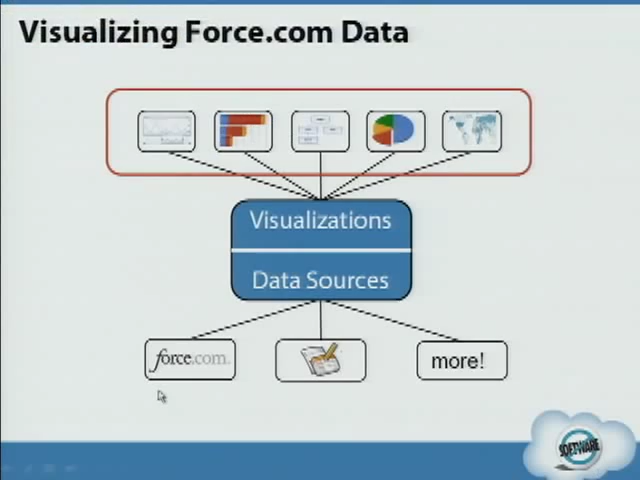 Visualizing Force.com Data
Visualizations
Data Sources
force.com.
more!
SOFTWARE